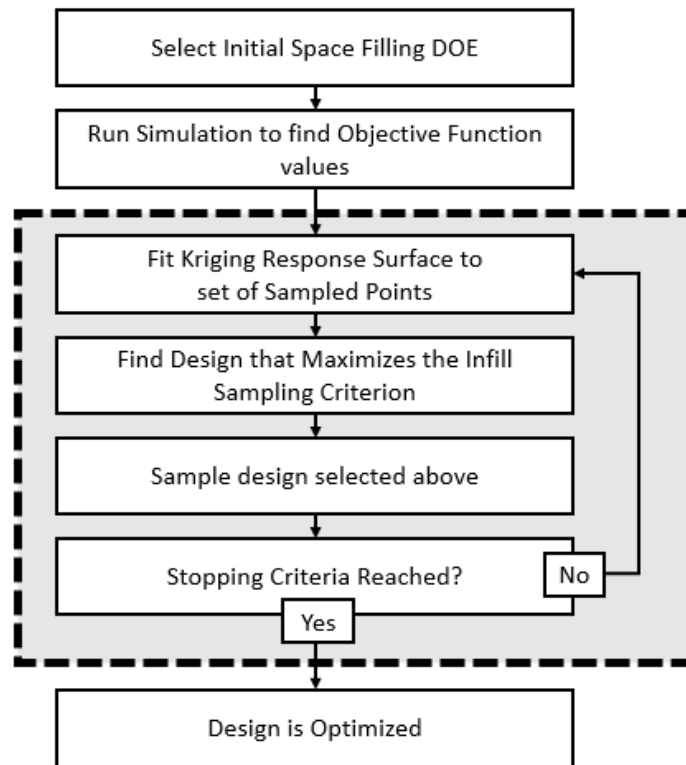 Select Initial Space Filling DOE
Run Simulation to find Objective Function
values
Fit Kriging Response Surface to
set of Sampled Points
Find Design that Maximizes the Infill
Sampling Criterion
Sample design selected above
Stopping Criteria Reached?
No
Yes
Design is Optimized